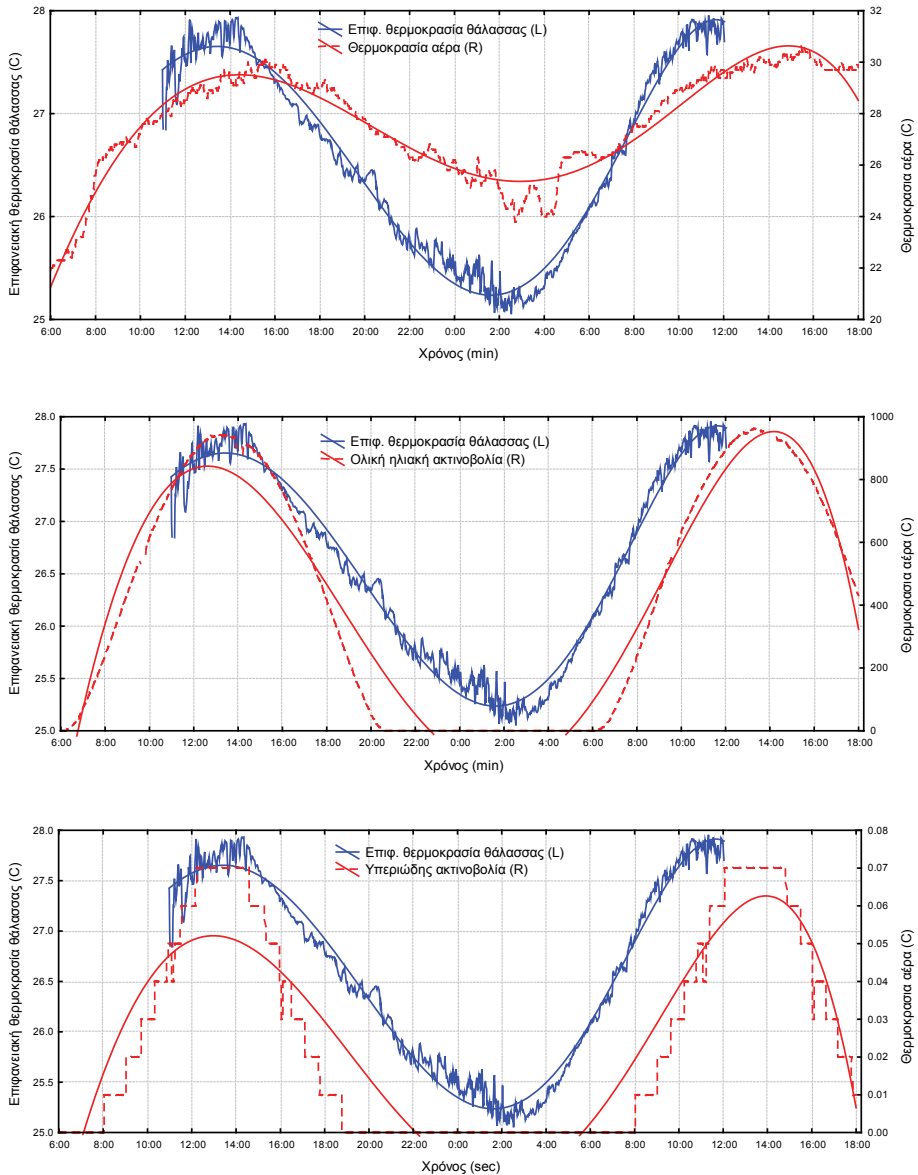 28
27
26
25
Επιφανειακή θερμοκρασία θάλασσας (C)
Επιφ. θερμοκρασία θάλασσας (L)
Θερμοκρασία αέρα (R)
32
30
28
26
24
22
20
Θερμοκρασια αέρα (C)
6:00 8:00 10:00 12:00 14:00 16:00 18:00 20:00 22:00 0:00 2:00 4:00 6:00 8:00 10:00 12:00 14:00 16:00 18:00
Χρόνος (min)
28.0
27.5
27.0
26.5
26.0
25.5
25.0
Επιφανειακή θερμοκρασία θάλασσας (C)
Επιφ. θερμοκρασία θάλασσας (L)
Ολική ηλιακή ακτινοβολία (R)
1000
800
600
400
200
0
Θερμοκρασια αέρα (C)
6:00 8:00 10:00 12:00 14:00 16:00 18:00 20:00 22:00 0:00 2:00 4:00 6:00 8:00 10:00 12:00 14:00 16:00 18:00
Χρόνος (min)
28.0
27.5
27.0
26.5
26.0
25.5
25.0
Επιφανειακή θερμοκρασία θάλασσας (C)
Επιφ. θερμοκρασία θάλασσας (L)
Υπεριώδης ακτινοβολία (R)
0.08
0.07
0.06
0.05
0.04
0.03
0.02
0.01
0.00
Θερμοκρασια αέρα (C)
6:00 8:00 10:00 12:00 14:00 16:00 18:00 20:00 22:00 0:00 2:00 4:00 6:00 8:00 10:00 12:00 14:00 16:00 18:00
Χρόνος (sec)